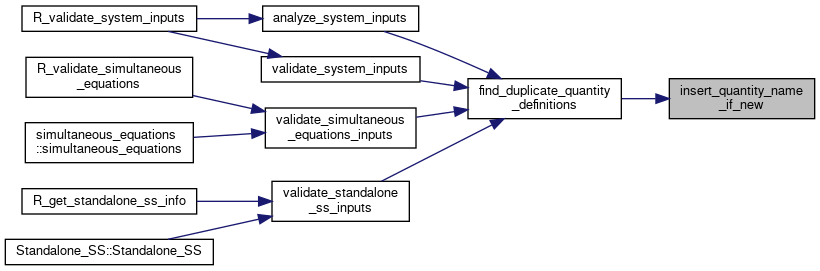 R_validate_system_inputs
analyze_system_inputs
validate_system_inputs
R_validate_simultaneous
_equations
find_duplicate_quantity
_definitions
insert_quantity_name
_if_new
validate_simultaneous
_equations_inputs
simultaneous_equations
::simultaneous_equations
R_get_standalone_ss_info
validate_standalone
_ss_inputs
Standalone_SS::Standalone_SS